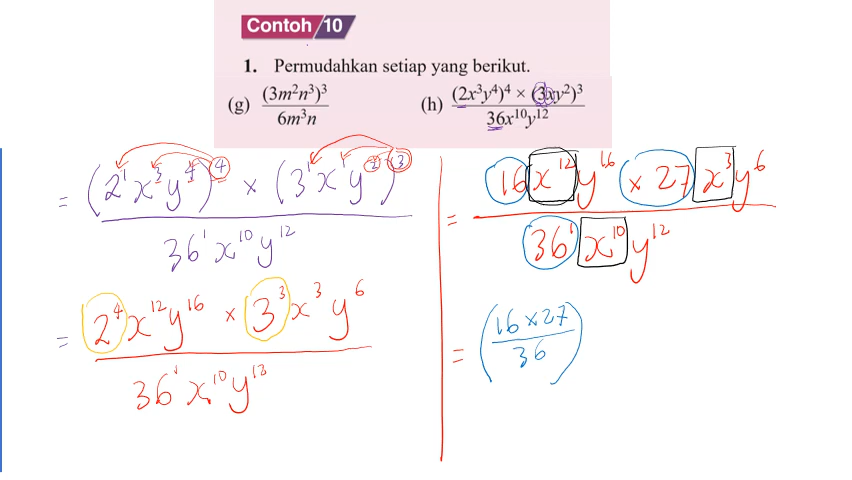 Contoh 10
1. Permudahkan setiap yang berikut.
(g) (3m²n³)³ / 6m³n
(h) (2x³y⁴)⁴ × (3xy²)³ / 36x¹⁰y¹²
= (2¹x³y⁴)⁴ × (3¹x¹y²)³ / 36¹x¹⁰y¹²
= 2⁴x¹²y¹⁶ × 3³x³y⁶ / 36¹x¹⁰y¹²
= 16x¹²y¹⁶ × 27x³y⁶ / 36¹x¹⁰y¹²
= (16 × 27 / 36)